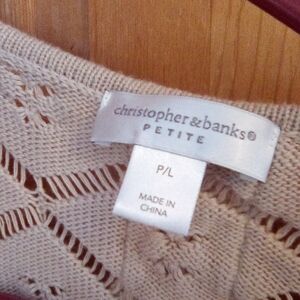 christopher&banks®
PETITE
P/L
MADE IN
CHINA